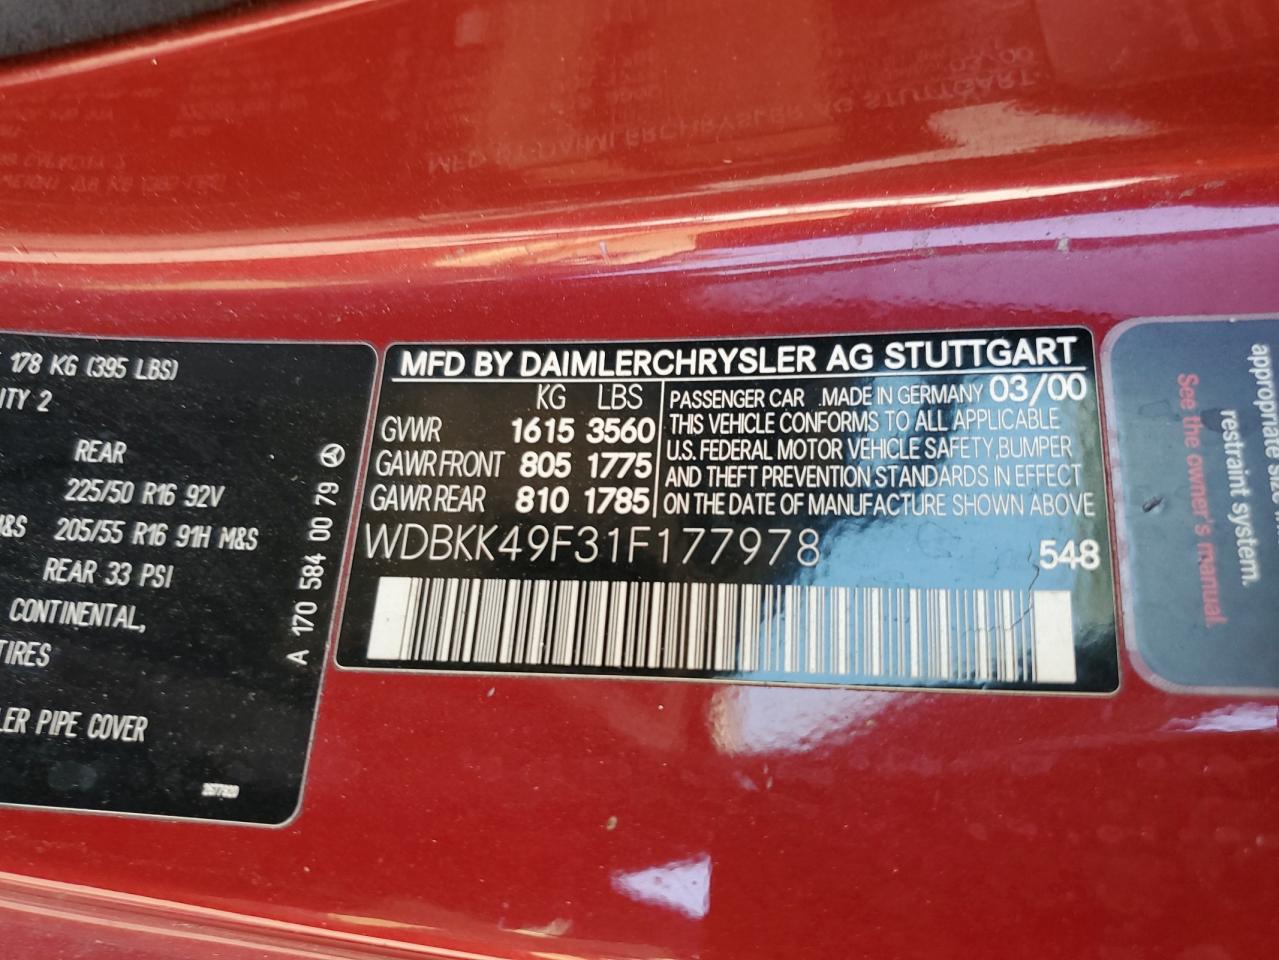 178 KG (395 LBS)
ITY 2
REAR
225/50 R16 92V
M&S 205/55 R16 91H M&S
REAR 33 PSI
CONTINENTAL,
TIRES
LER PIPE COVER
A 170 584 00 79
MFD BY DAIMLERCHRYSLER AG STUTTGART
KG LBS
GVWR 1615 3560
GAWR FRONT 805 1775
GAWR REAR 810 1785
PASSENGER CAR .MADE IN GERMANY 03/00
THIS VEHICLE CONFORMS TO ALL APPLICABLE
U.S. FEDERAL MOTOR VEHICLE SAFETY,BUMPER
AND THEFT PREVENTION STANDARDS IN EFFECT
ON THE DATE OF MANUFACTURE SHOWN ABOVE
WDBKK49F31F177978
548
appropriate size
restraint system.
See the owner's manual.